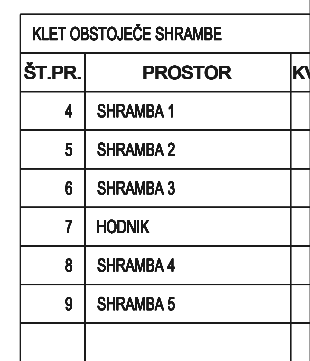 KLET OBSTOJEČE SHRAMBE
ŠT.PR. PROSTOR
4 SHRAMBA 1
5 SHRAMBA 2
6 SHRAMBA 3
7 HODNIK
8 SHRAMBA 4
9 SHRAMBA 5